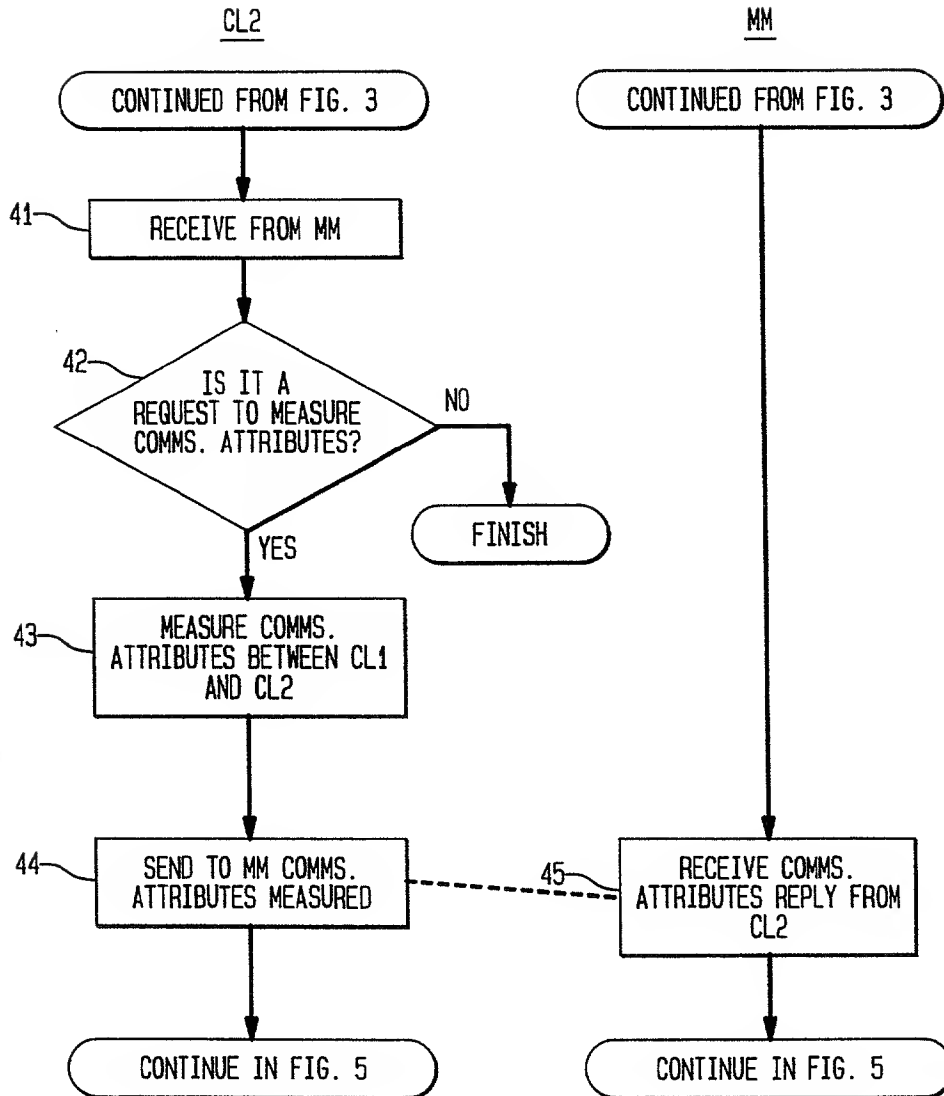 CL2
MM
CONTINUED FROM FIG. 3
CONTINUED FROM FIG. 3
41
RECEIVE FROM MM
42
IS IT A
REQUEST TO MEASURE
COMMS. ATTRIBUTES?
NO
FINISH
YES
43
MEASURE COMMS.
ATTRIBUTES BETWEEN CL1
AND CL2
44
SEND TO MM COMMS.
ATTRIBUTES MEASURED
45
RECEIVE COMMS.
ATTRIBUTES REPLY FROM
CL2
CONTINUE IN FIG. 5
CONTINUE IN FIG. 5